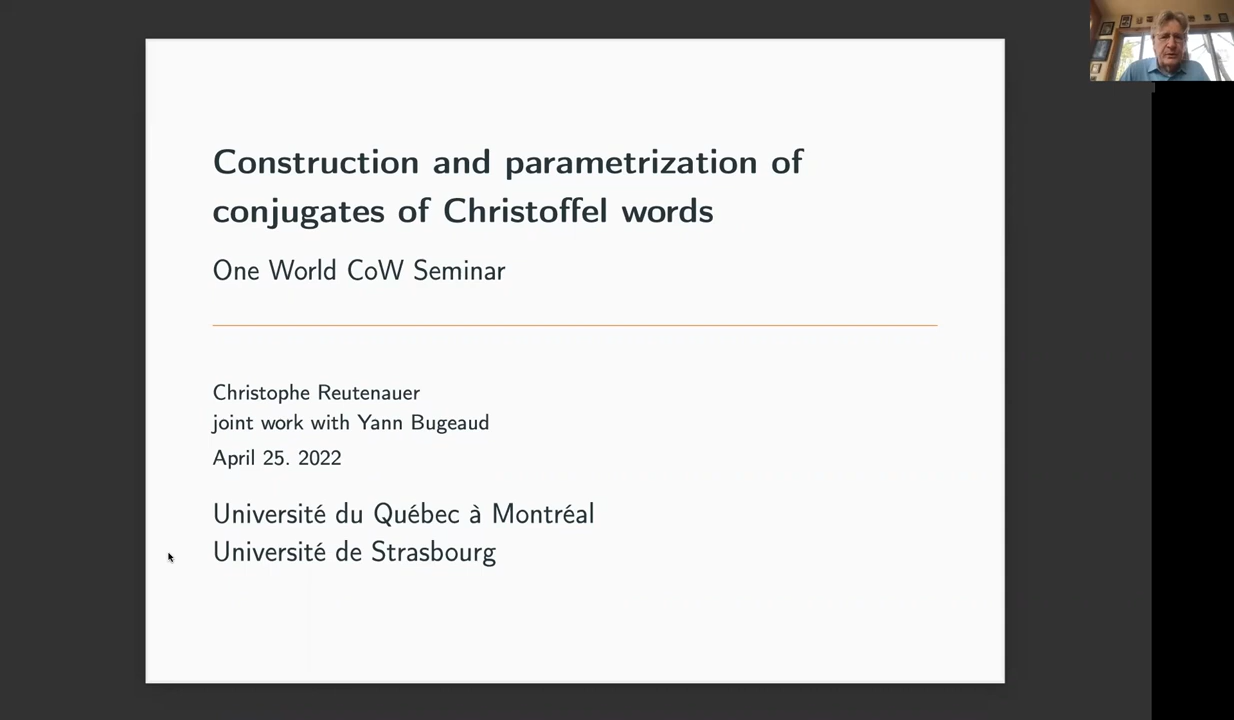 Construction and parametrization of
conjugates of Christoffel words
One World CoW Seminar
Christophe Reutenauer
joint work with Yann Bugeaud
April 25. 2022
Université du Québec à Montréal
Université de Strasbourg